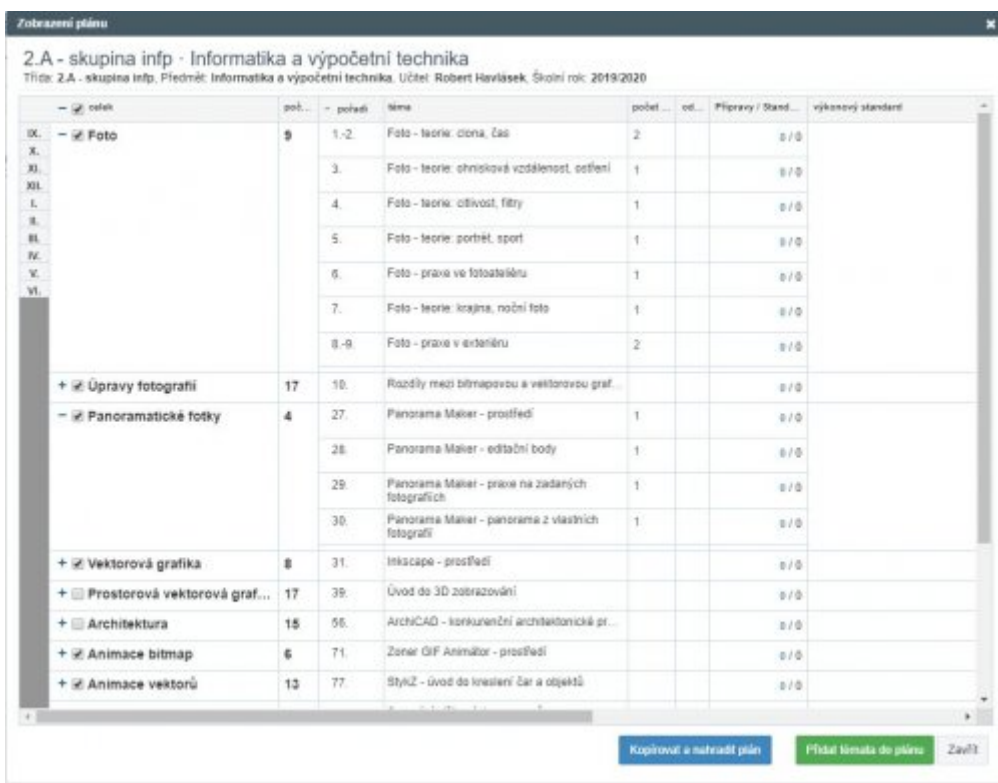 Zobrazení plánu
2.A - skupina infp · Informatika a výpočetní technika
Třída: 2.A - skupina infp, Předmět: Informatika a výpočetní technika, Učitel: Robert Havlásek, Školní rok: 2019/2020
celek poč... pořadí téma počet ... od... Přípravy / Stand... výkonový standard
IX.
X.
XI.
XII.
I.
II.
III.
IV.
V.
VI.
Foto 9 1.-2. Foto - teorie: clona, čas 2 0 / 0
3. Foto - teorie: ohnisková vzdálenost, ostření 1 0 / 0
4. Foto - teorie: citlivost, filtry 1 0 / 0
5. Foto - teorie: portrét, sport 1 0 / 0
6. Foto - praxe ve fotoateliéru 1 0 / 0
7. Foto - teorie: krajina, noční foto 1 0 / 0
8.-9. Foto - praxe v exteriéru 2 0 / 0
+ Úpravy fotografií 17 10. Rozdíly mezi bitmapovou a vektorovou graf... 0 / 0
Panoramatické fotky 4 27. Panorama Maker - prostředí 1 0 / 0
28. Panorama Maker - editační body 1 0 / 0
29. Panorama Maker - praxe na zadaných
fotografiích 1 0 / 0
30. Panorama Maker - panorama z vlastních
fotografií 1 0 / 0
+ Vektorová grafika 8 31. Inkscape - prostředí 0 / 0
+ Prostorová vektorová graf... 17 39. Úvod do 3D zobrazování 0 / 0
+ Architektura 15 56. ArchiCAD - konkurenční architektonické pr... 0 / 0
+ Animace bitmap 6 71. Zoner GIF Animátor - prostředí 0 / 0
+ Animace vektorů 13 77. StykZ - úvod do kreslení čar a objektů 0 / 0
Kopírovat a nahradit plán Přidat témata do plánu Zavřít